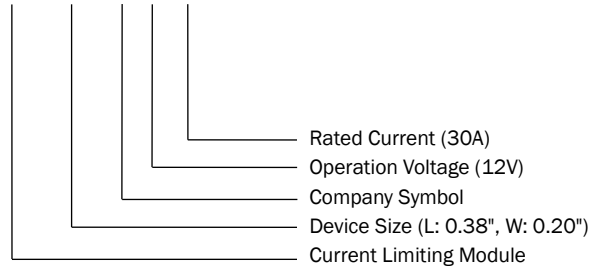 Rated Current (30A)
Operation Voltage (12V)
Company Symbol
Device Size (L: 0.38", W: 0.20")
Current Limiting Module